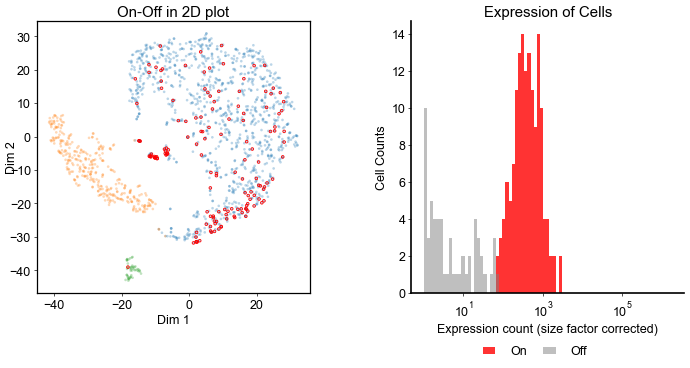 On-Off in 2D plot
30
20
10
0
−10
−20
−30
−40
Dim 2
−40 −20 0 20
Dim 1
Expression of Cells
14
12
10
8
6
4
2
0
Cell Counts
10^1 10^3 10^5
Expression count (size factor corrected)
On Off